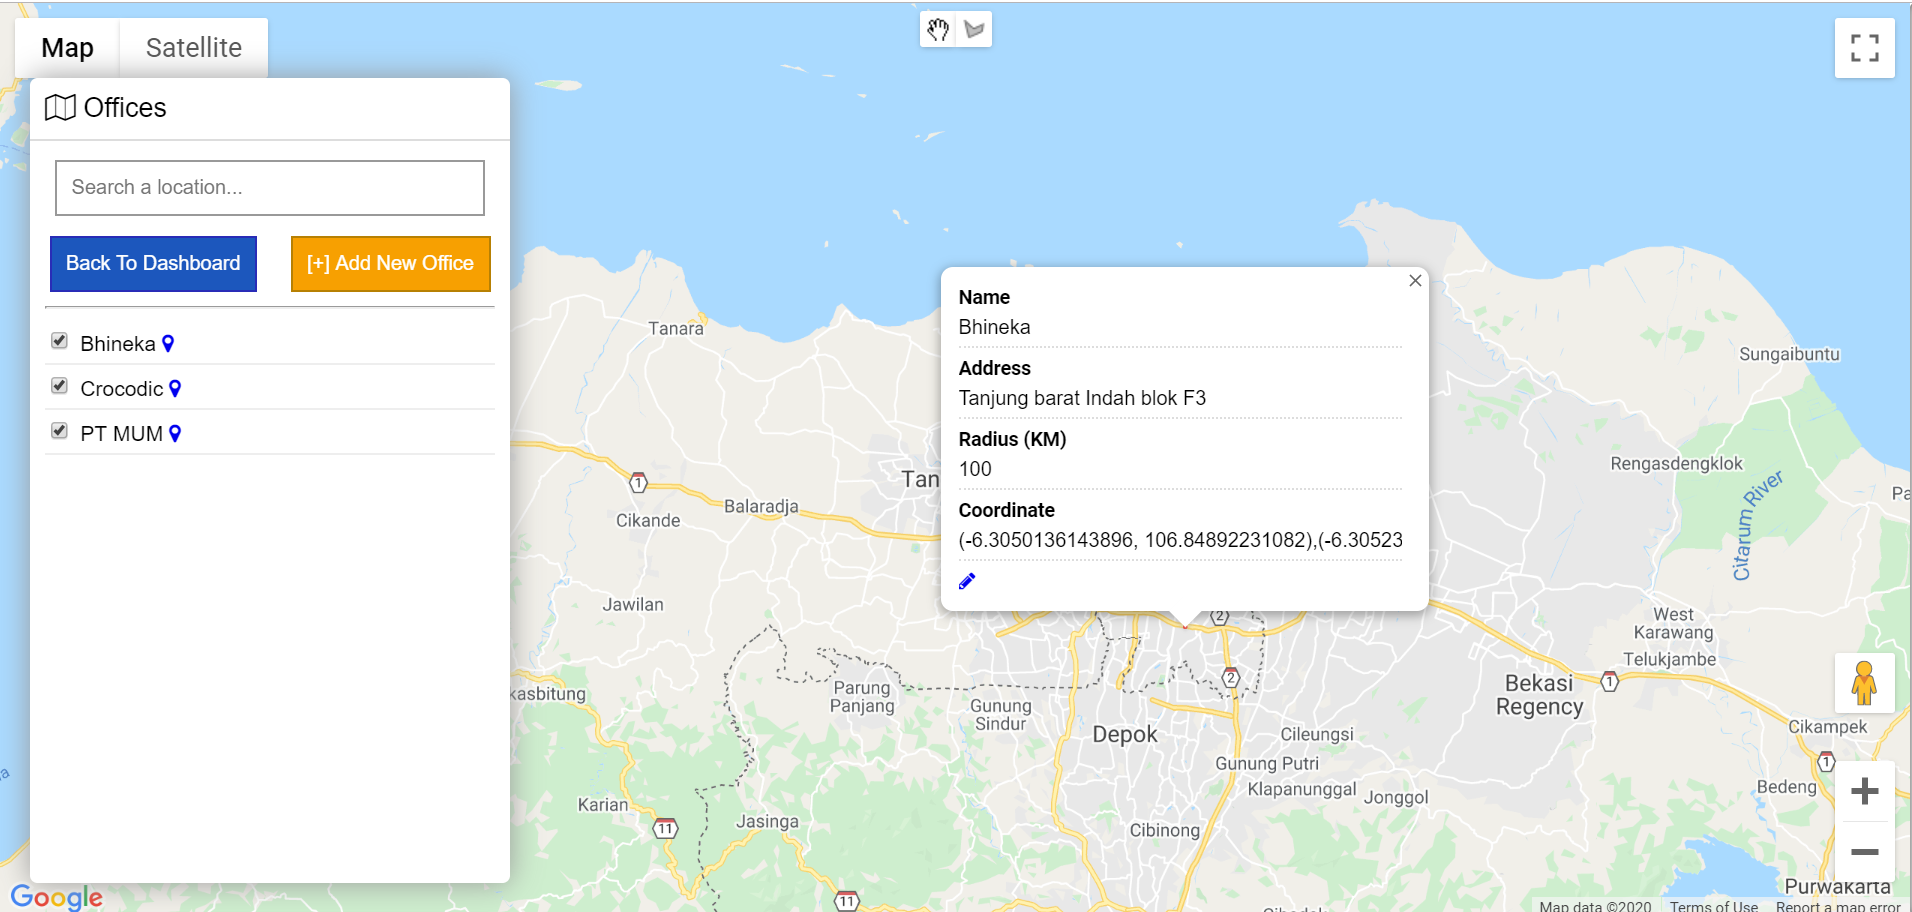 Map
Satellite
Offices
Search a location...
Back To Dashboard
[+] Add New Office
Bhineka
Crocodic
PT MUM
Name
Bhineka
Address
Tanjung barat Indah blok F3
Radius (KM)
100
Coordinate
(-6.3050136143896, 106.84892231082),(-6.30523
Tanara
Sungaibuntu
Rengasdengklok
Citarum River
Pa
Tan
1
Balaradja
Cikande
Jawilan
2
West
Karawang
Telukjambe
kasbitung
Parung
Panjang
2
Bekasi
Regency
1
Gunung
Sindur
Depok
Cileungsi
Cikampek
Gunung Putri
1
Klapanunggal
Jonggol
Bedeng
Karian
Jasinga
11
Cibinong
Purwakarta
11
Google
Map data ©2020
Terms of Use
Report a map error